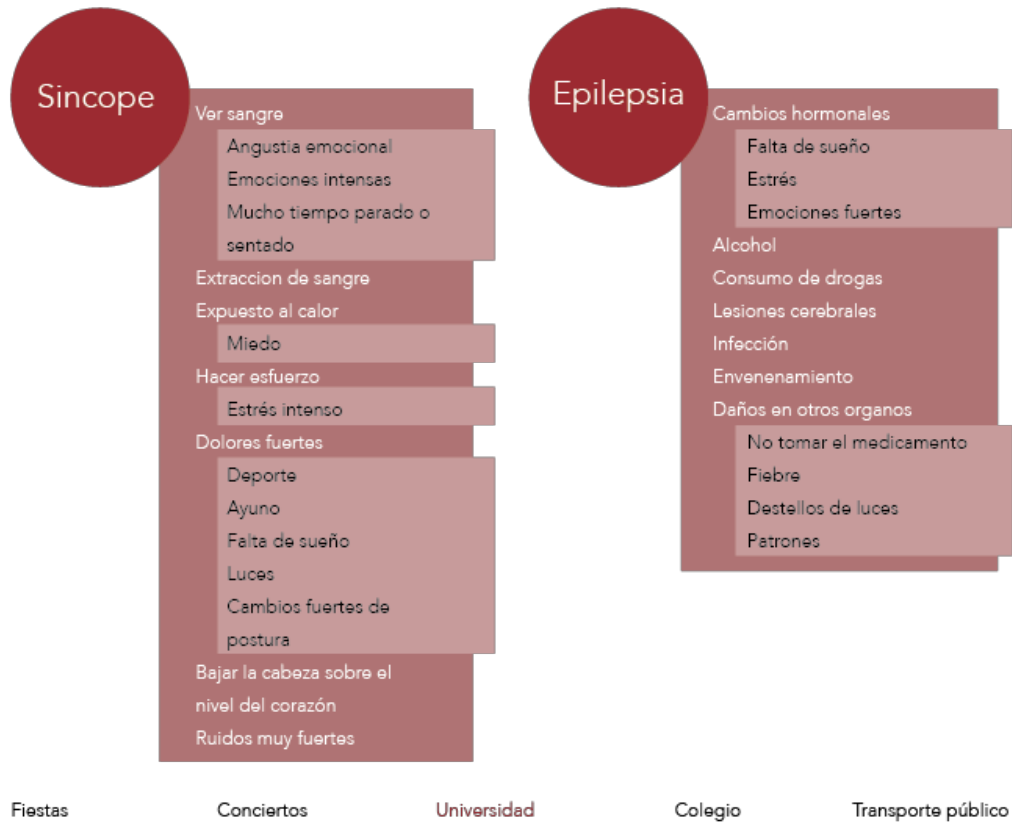 Sincope
Ver sangre
Angustia emocional
Emociones intensas
Mucho tiempo parado o
sentado
Extraccion de sangre
Expuesto al calor
Miedo
Hacer esfuerzo
Estrés intenso
Dolores fuertes
Deporte
Ayuno
Falta de sueño
Luces
Cambios fuertes de
postura
Bajar la cabeza sobre el
nivel del corazón
Ruidos muy fuertes
Epilepsia
Cambios hormonales
Falta de sueño
Estrés
Emociones fuertes
Alcohol
Consumo de drogas
Lesiones cerebrales
Infección
Envenenamiento
Daños en otros organos
No tomar el medicamento
Fiebre
Destellos de luces
Patrones
Fiestas Conciertos Universidad Colegio Transporte público